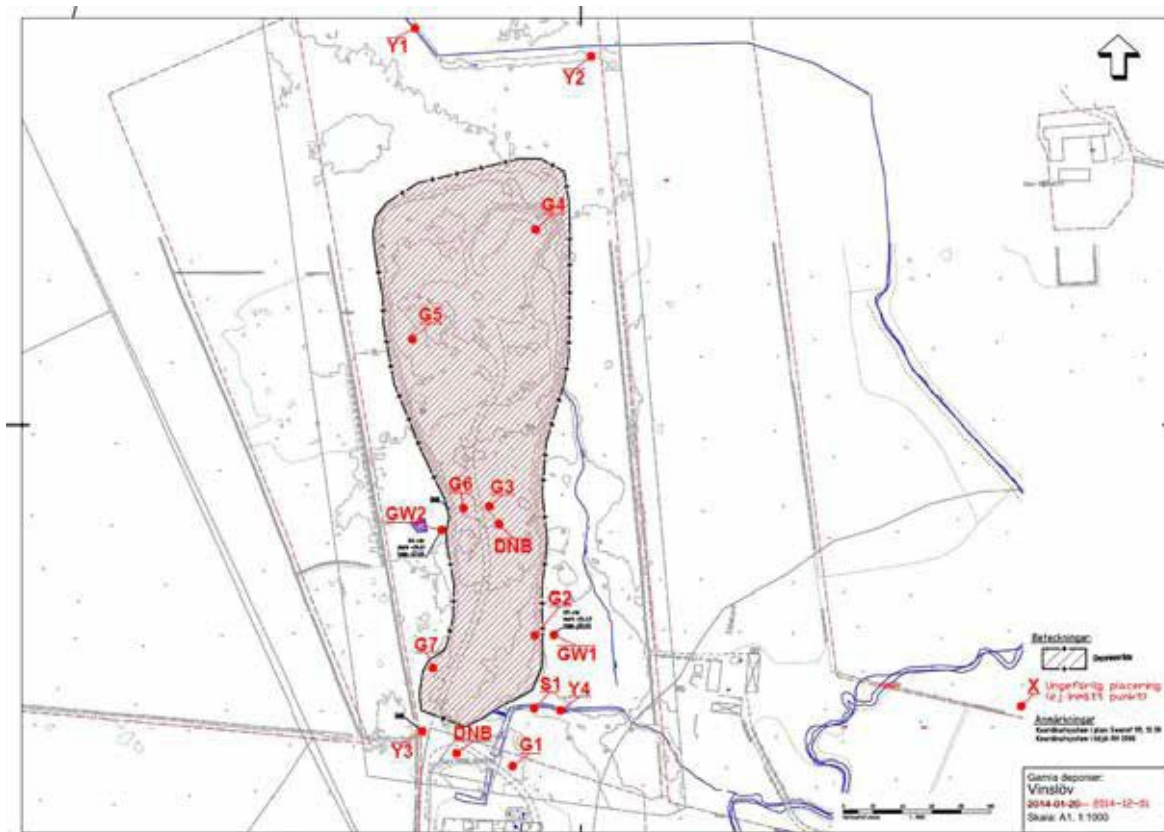 Y1
Y2
G4
G5
G6
G3
GW2
DNB
G2
GW1
G7
S1
Y4
Y3
DNB
G1
Beteckningar
X Ungefärlig placering
(ej inmätt punkt)
Anmärkningar
Gamla deponier:
Vinslöv
2014-01-20 2014-12-01
Skala: A1, 1:1000